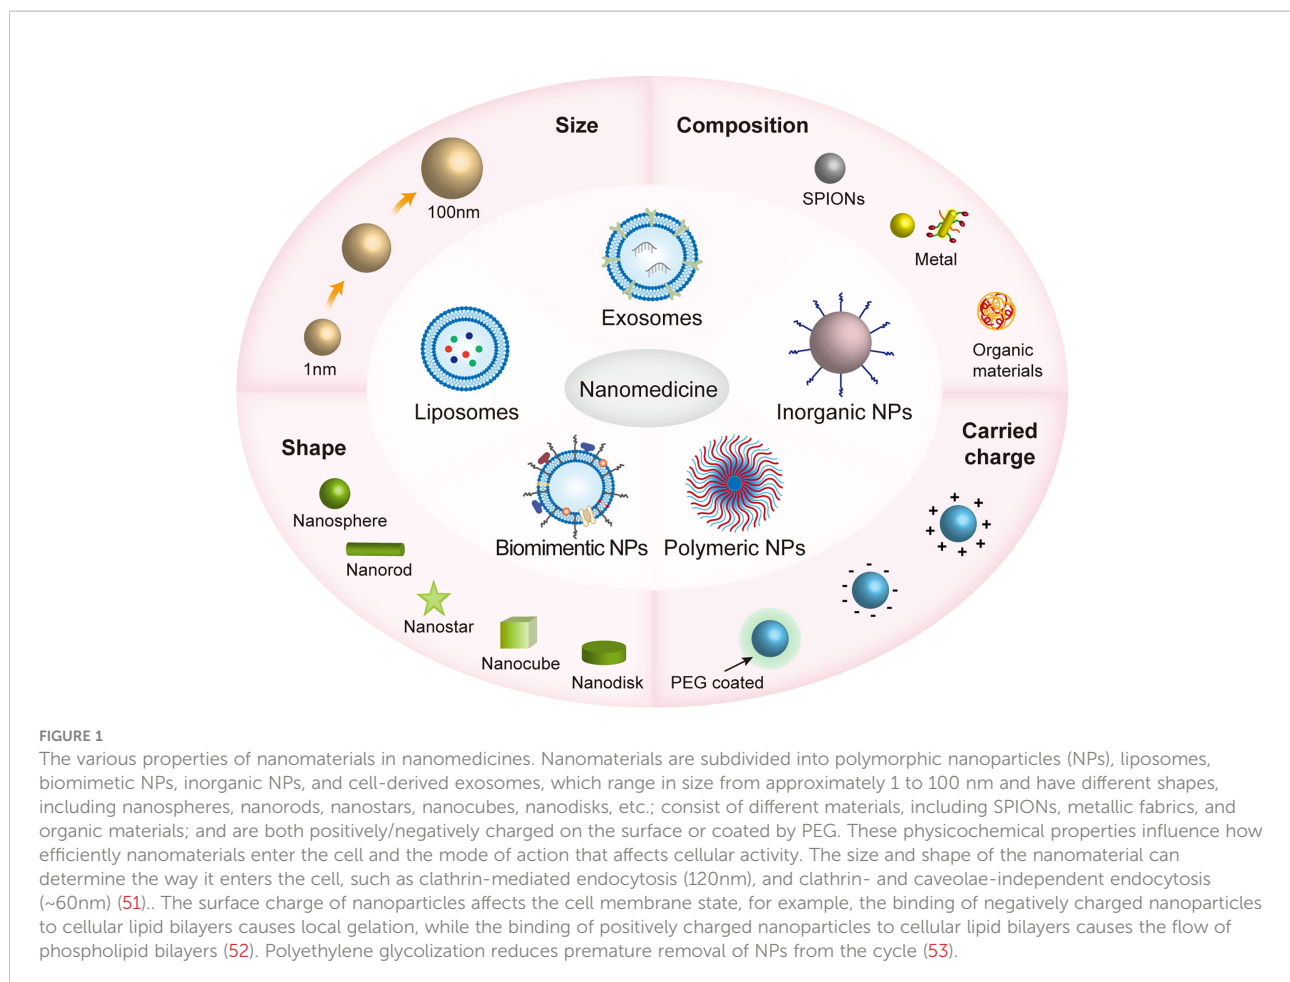 Size
Composition
100nm
1nm
SPIONs
Metal
Organic
materials
Exosomes
Liposomes
Nanomedicine
Inorganic NPs
Biomimentic NPs
Polymeric NPs
Shape
Nanosphere
Nanorod
Nanostar
Nanocube
Nanodisk
Carried
charge
+ + + + + + + +
- - - - - - - - -
PEG coated
FIGURE 1
The various properties of nanomaterials in nanomedicines. Nanomaterials are subdivided into polymorphic nanoparticles (NPs), liposomes,
biomimetic NPs, inorganic NPs, and cell-derived exosomes, which range in size from approximately 1 to 100 nm and have different shapes,
including nanospheres, nanorods, nanostars, nanocubes, nanodisks, etc.; consist of different materials, including SPIONs, metallic fabrics, and
organic materials; and are both positively/negatively charged on the surface or coated by PEG. These physicochemical properties influence how
efficiently nanomaterials enter the cell and the mode of action that affects cellular activity. The size and shape of the nanomaterial can
determine the way it enters the cell, such as clathrin-mediated endocytosis (120nm), and clathrin- and caveolae-independent endocytosis
(~60nm) (51).. The surface charge of nanoparticles affects the cell membrane state, for example, the binding of negatively charged nanoparticles
to cellular lipid bilayers causes local gelation, while the binding of positively charged nanoparticles to cellular lipid bilayers causes the flow of
phospholipid bilayers (52). Polyethylene glycolization reduces premature removal of NPs from the cycle (53).